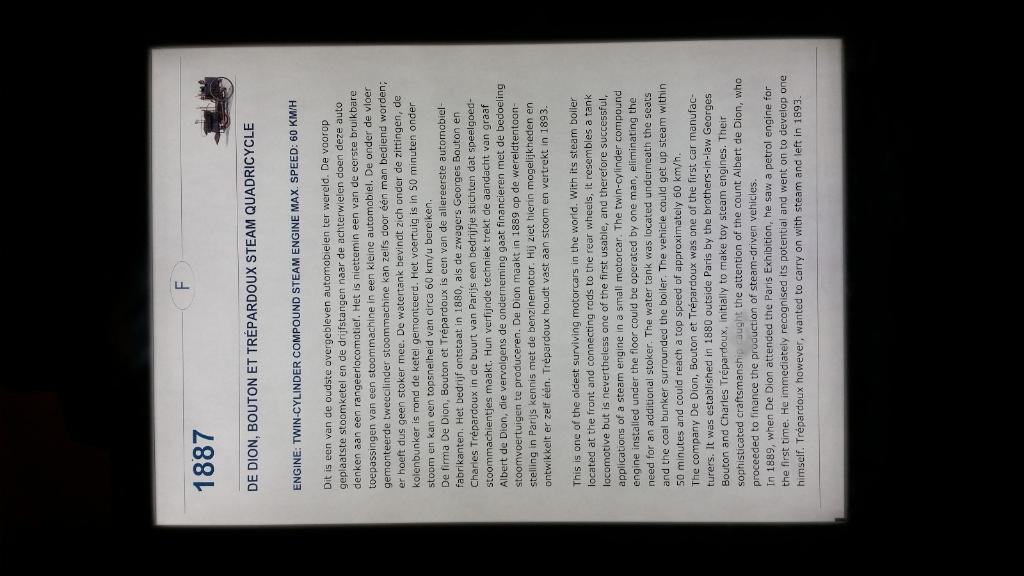 F
1887
DE DION, BOUTON ET TRÉPARDOUX STEAM QUADRICYCLE
ENGINE: TWIN-CYLINDER COMPOUND STEAM ENGINE MAX. SPEED: 60 KM/H
Dit is een van de oudste overgebleven automobielen ter wereld. De voorop
geplaatste stoomketel en de drijfstangen naar de achterwielen doen deze auto
denken aan een rangeerlocomotief. Het is niettemin een van de eerste bruikbare
toepassingen van een stoommachine in een kleine automobiel. De onder de vloer
gemonteerde tweecilinder stoommachine kan zelfs door één man bediend worden;
er hoeft dus geen stoker mee. De watertank bevindt zich onder de zittingen, de
kolenbunker is rond de ketel gemonteerd. Het voertuig is in 50 minuten onder
stoom en kan een topsnelheid van circa 60 km/u bereiken.
De firma De Dion, Bouton et Trépardoux is een van de allereerste automobiel-
fabrikanten. Het bedrijf ontstaat in 1880, als de zwagers Georges Bouton en
Charles Trépardoux in de buurt van Parijs een bedrijfje stichten dat speelgoed-
stoommachientjes maakt. Hun verfijnde techniek trekt de aandacht van graaf
Albert de Dion, die vervolgens de onderneming gaat financieren met de bedoeling
stoomvoertuigen te produceren. De Dion maakt in 1889 op de wereldtentoon-
stelling in Parijs kennis met de benzinemotor. Hij ziet hierin mogelijkheden en
ontwikkelt er zelf één. Trépardoux houdt vast aan stoom en vertrekt in 1893.
This is one of the oldest surviving motorcars in the world. With its steam boiler
located at the front and connecting rods to the rear wheels, it resembles a tank
locomotive but is nevertheless one of the first usable, and therefore successful,
applications of a steam engine in a small motorcar. The twin-cylinder compound
engine installed under the floor could be operated by one man, eliminating the
need for an additional stoker. The water tank was located underneath the seats
and the coal bunker surrounded the boiler. The vehicle could get up steam within
50 minutes and could reach a top speed of approximately 60 km/h.
The company De Dion, Bouton et Trépardoux was one of the first car manufac-
turers. It was established in 1880 outside Paris by the brothers-in-law Georges
Bouton and Charles Trépardoux, initially to make toy steam engines. Their
sophisticated craftsmanship caught the attention of the count Albert de Dion, who
proceeded to finance the production of steam-driven vehicles.
In 1889, when De Dion attended the Paris Exhibition, he saw a petrol engine for
the first time. He immediately recognised its potential and went on to develop one
himself. Trépardoux however, wanted to carry on with steam and left in 1893.